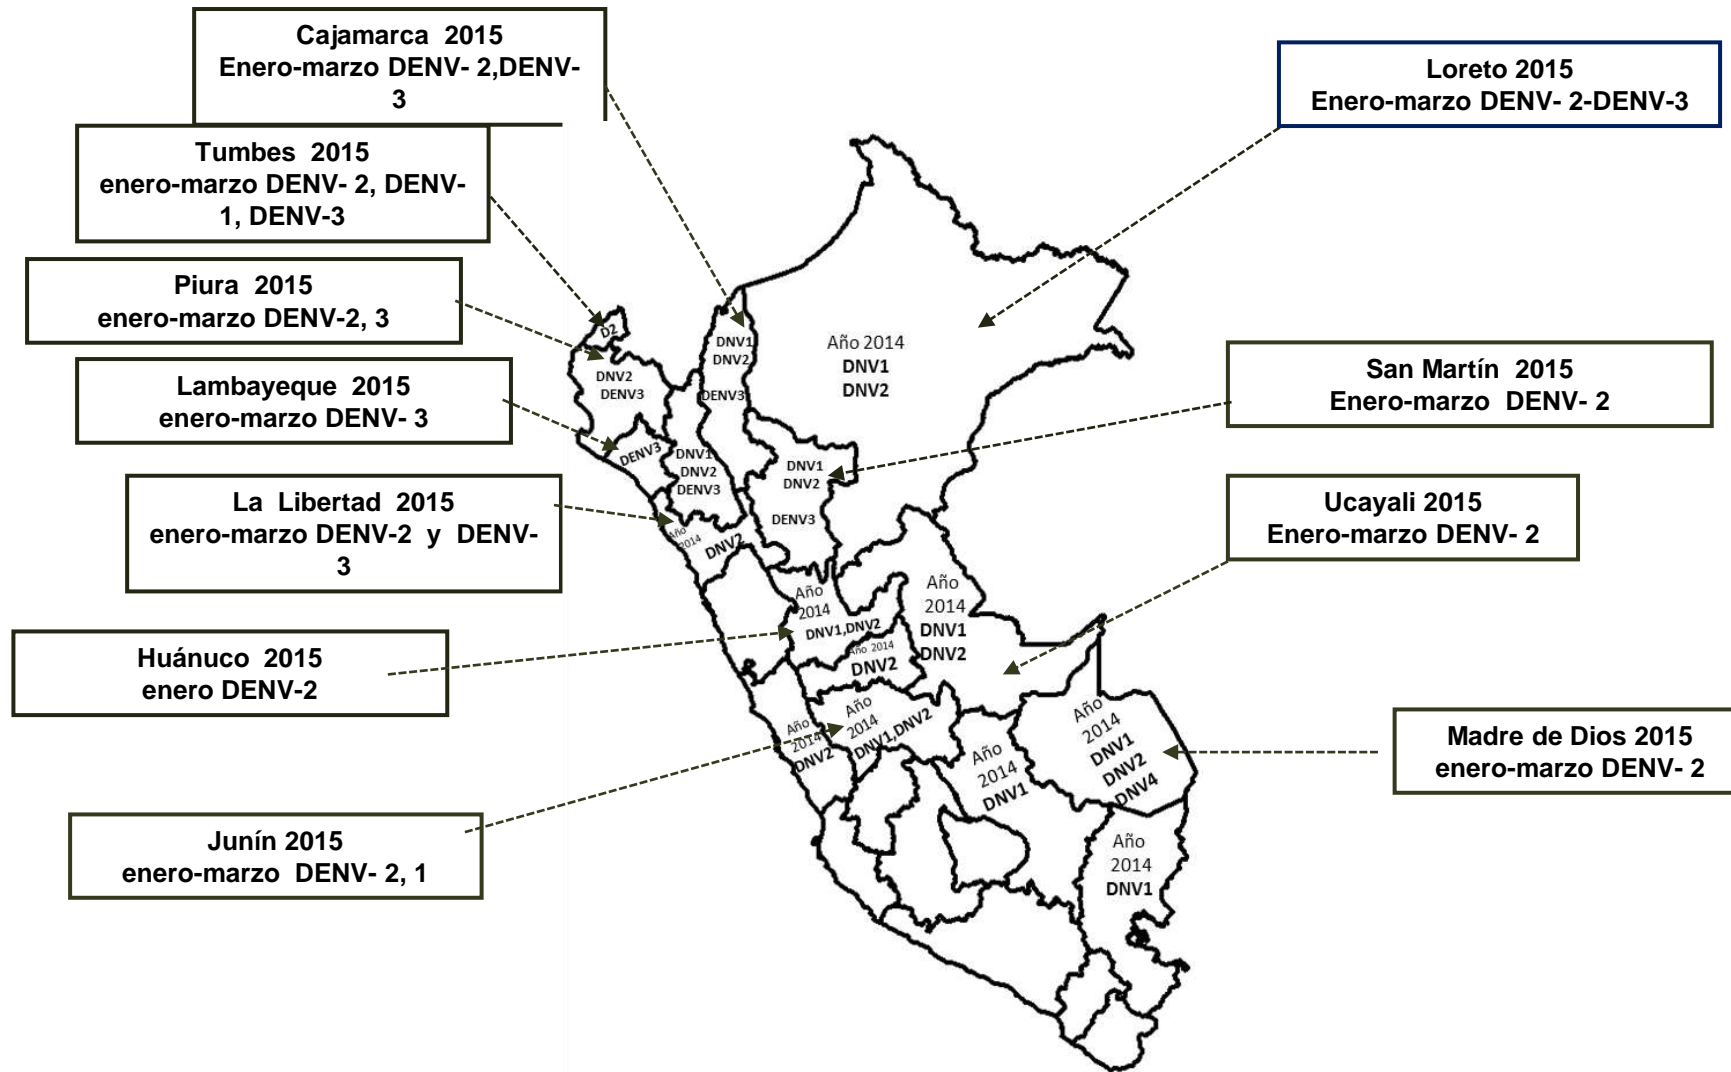 Cajamarca 2015
Enero-marzo DENV- 2,DENV-
3
Loreto 2015
Enero-marzo DENV- 2-DENV-3
Tumbes 2015
enero-marzo DENV- 2, DENV-
1, DENV-3
Piura 2015
enero-marzo DENV-2, 3
Lambayeque 2015
enero-marzo DENV- 3
San Martín 2015
Enero-marzo DENV- 2
La Libertad 2015
enero-marzo DENV-2 y DENV-
3
Ucayali 2015
Enero-marzo DENV- 2
Huánuco 2015
enero DENV-2
Madre de Dios 2015
enero-marzo DENV- 2
Junín 2015
enero-marzo DENV- 2, 1
D2
DNV2
DENV3
DNV1
DNV2
DENV3
Año 2014
DNV1
DNV2
DENV3
DNV1
DNV2
DENV3
DNV1
DNV2
DENV3
Año
2014
DNV2
Año
2014
DNV1,DNV2
Año
2014
DNV1
DNV2
Año 2014
DNV2
Año
2014
DNV2
Año
2014
DNV1,DNV2
Año
2014
DNV1
Año
2014
DNV1
DNV2
DNV4
Año
2014
DNV1